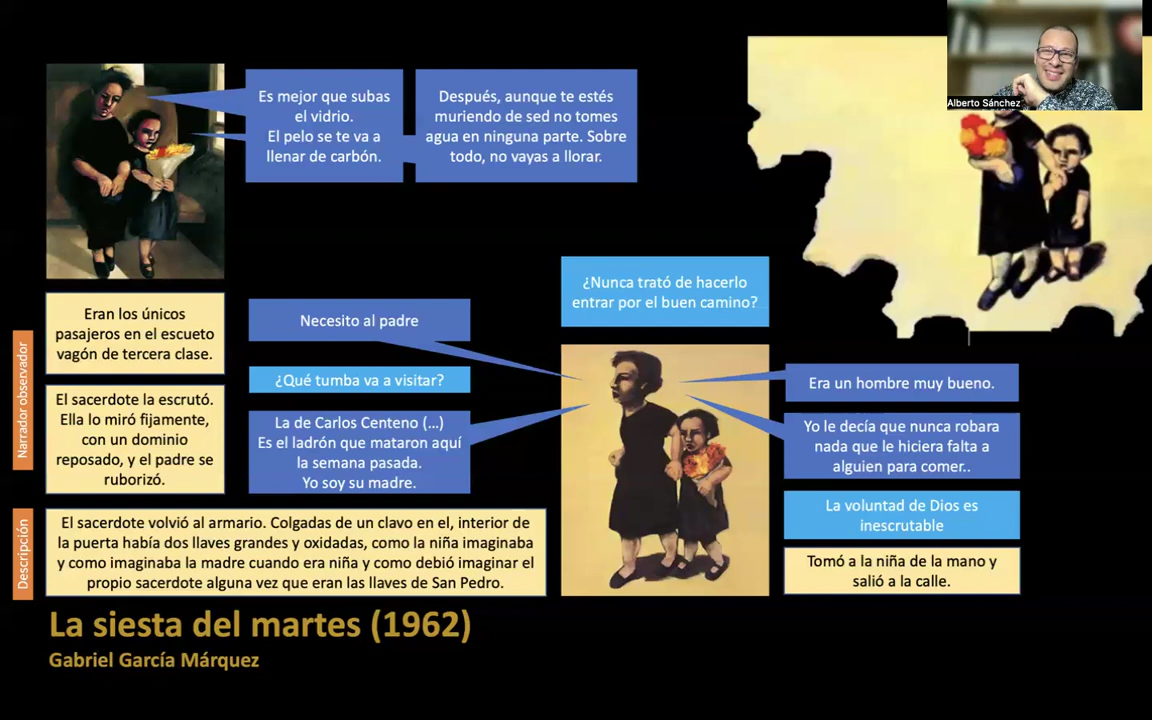 Alberto Sánchez
Es mejor que subas
el vidrio.
El pelo se te va a
llenar de carbón.
Después, aunque te estés
muriendo de sed no tomes
agua en ninguna parte. Sobre
todo, no vayas a llorar.
Narrador observador
Eran los únicos
pasajeros en el escueto
vagón de tercera clase.
El sacerdote la escrutó.
Ella lo miró fijamente,
con un dominio
reposado, y el padre se
ruborizó.
Necesito al padre
¿Qué tumba va a visitar?
La de Carlos Centeno (...)
Es el ladrón que mataron aquí
la semana pasada.
Yo soy su madre.
¿Nunca trató de hacerlo
entrar por el buen camino?
Era un hombre muy bueno.
Yo le decía que nunca robara
nada que le hiciera falta a
alguien para comer..
La voluntad de Dios es
inescrutable
Tomó a la niña de la mano y
salió a la calle.
Descripción
El sacerdote volvió al armario. Colgadas de un clavo en el, interior de
la puerta había dos llaves grandes y oxidadas, como la niña imaginaba
y como imaginaba la madre cuando era niña y como debió imaginar el
propio sacerdote alguna vez que eran las llaves de San Pedro.
La siesta del martes (1962)
Gabriel García Márquez